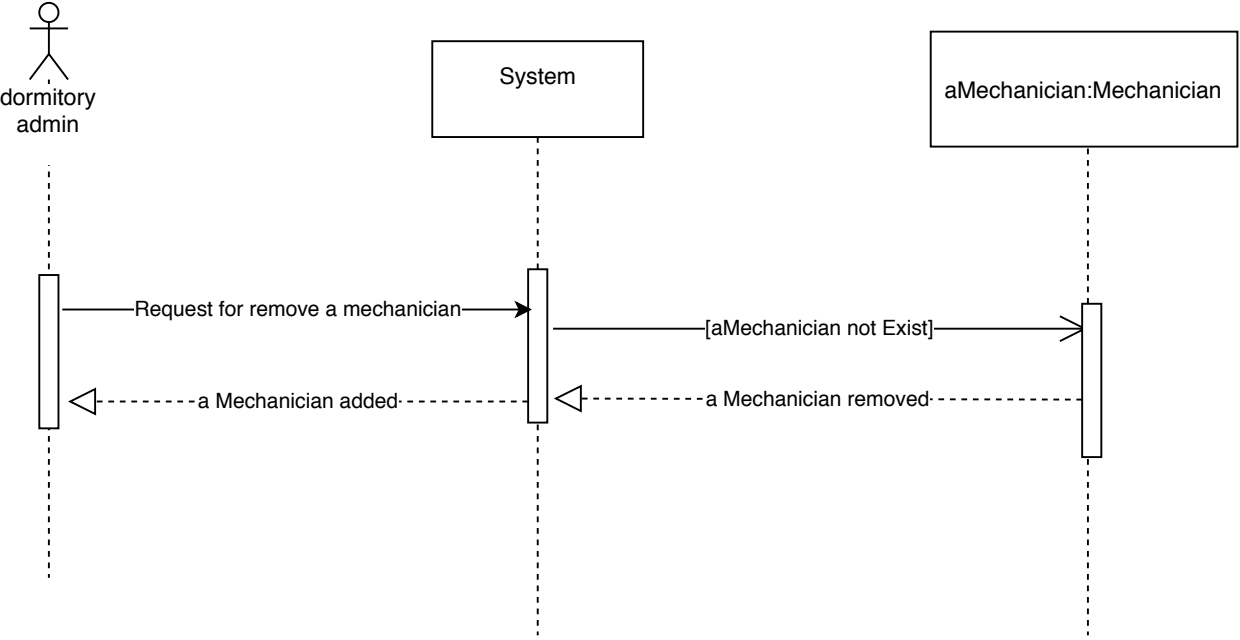 dormitory
admin
System
aMechanician:Mechanician
Request for remove a mechanician
[aMechanician not Exist]
a Mechanician added
a Mechanician removed